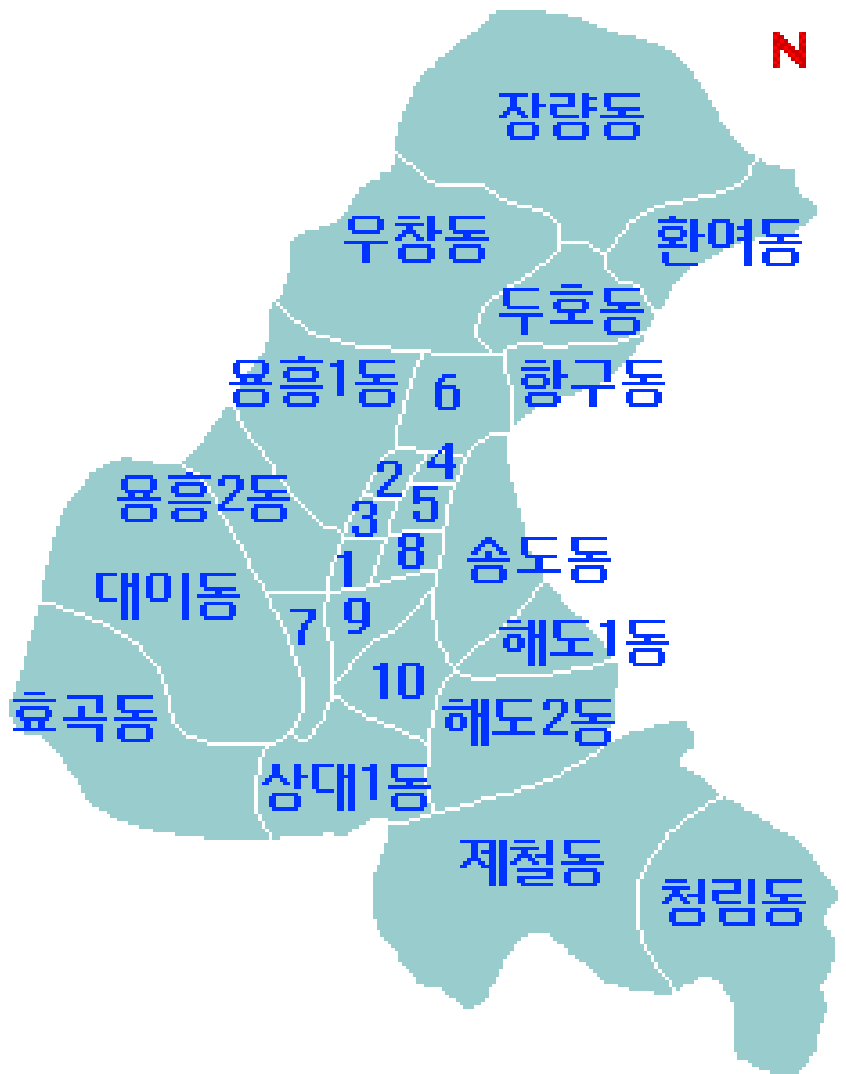 N
장량동
우창동
환여동
두호동
용흥1동
6
항구동
4
2
용흥2동
5
3
8
송도동
1
대이동
7
9
해도1동
10
효곡동
해도2동
상대1동
제철동
청림동